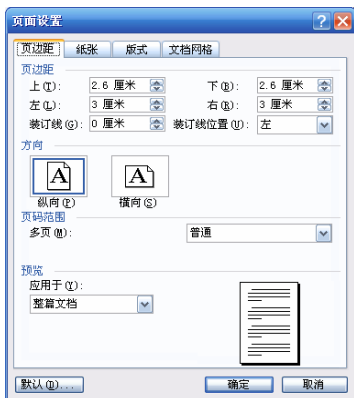 页面设置
页边距 纸张 版式 文档网格
页边距
上(T): 2.6 厘米 下(B): 2.6 厘米
左(L): 3 厘米 右(R): 3 厘米
装订线(G): 0 厘米 装订线位置(U): 左
方向
A A
纵向(P) 横向(S)
页码范围
多页(M): 普通
预览
应用于(Y):
整篇文档
默认(D)... 确定 取消